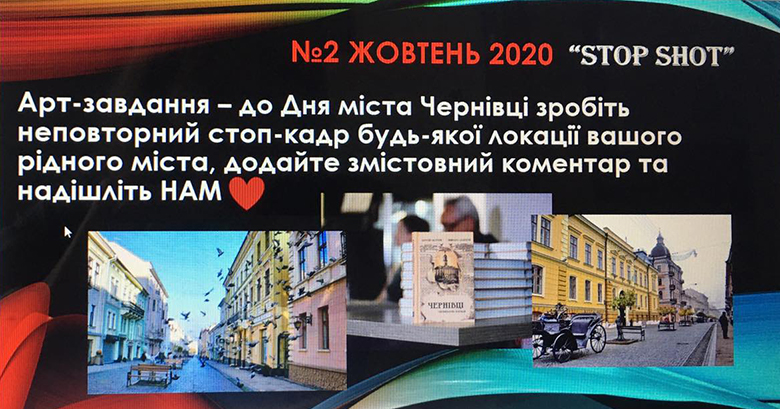 №2 ЖОВТЕНЬ 2020 “STOP SHOT”
Арт-завдання – до Дня міста Чернівці зробіть
неповторний стоп-кадр будь-якої локації вашого
рідного міста, додайте змістовний коментар та
надішліть НАМ
ЧЕРНІВЦІ